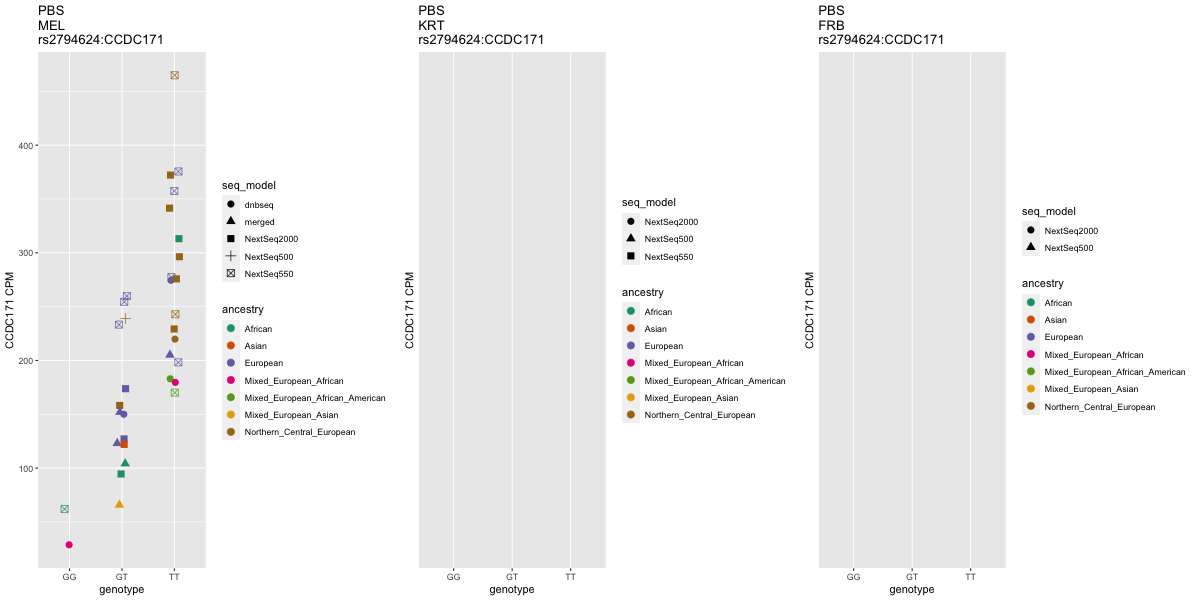 PBS
MEL
rs2794624:CCDC171
CCDC171 CPM
400
300
200
100
GG
GT
TT
genotype
seq_model
dnbseq
merged
NextSeq2000
NextSeq500
NextSeq550
ancestry
African
Asian
European
Mixed_European_African
Mixed_European_African_American
Mixed_European_Asian
Northern_Central_European
PBS
KRT
rs2794624:CCDC171
CCDC171 CPM
GG
GT
TT
genotype
seq_model
NextSeq2000
NextSeq500
NextSeq550
ancestry
African
Asian
European
Mixed_European_African
Mixed_European_African_American
Mixed_European_Asian
Northern_Central_European
PBS
FRB
rs2794624:CCDC171
CCDC171 CPM
GG
GT
TT
genotype
seq_model
NextSeq2000
NextSeq500
ancestry
African
Asian
European
Mixed_European_African
Mixed_European_African_American
Mixed_European_Asian
Northern_Central_European